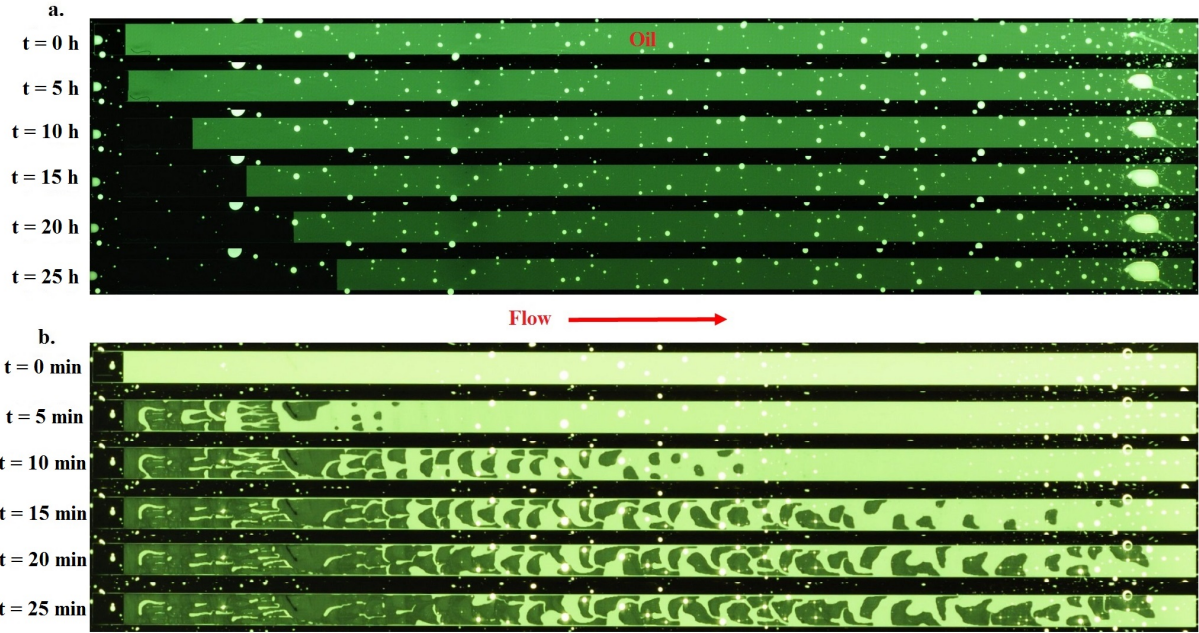 a.
t = 0 h
Oil
t = 5 h
t = 10 h
t = 15 h
t = 20 h
t = 25 h
Flow
b.
t = 0 min
t = 5 min
t = 10 min
t = 15 min
t = 20 min
t = 25 min